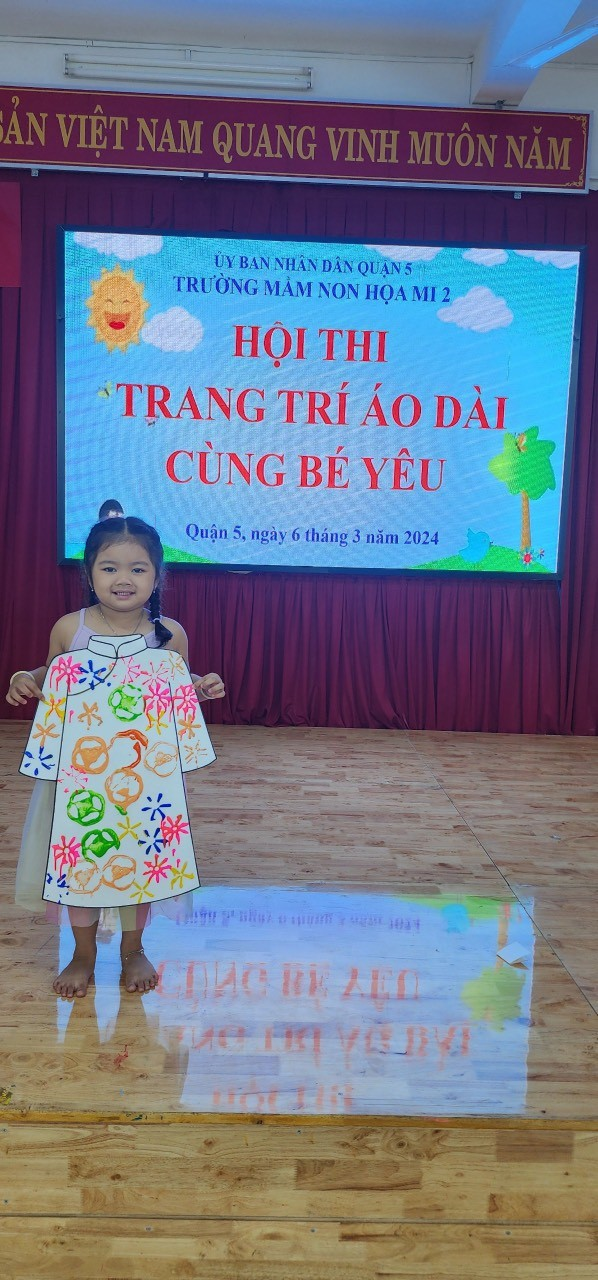 SẢN VIỆT NAM QUANG VINH MUÔN NĂM
ỦY BAN NHÂN DÂN QUẬN 5
TRƯỜNG MẦM NON HỌA MI 2
HỘI THI
TRANG TRÍ ÁO DÀI
CÙNG BÉ YÊU
Quận 5, ngày 6 tháng 3 năm 2024